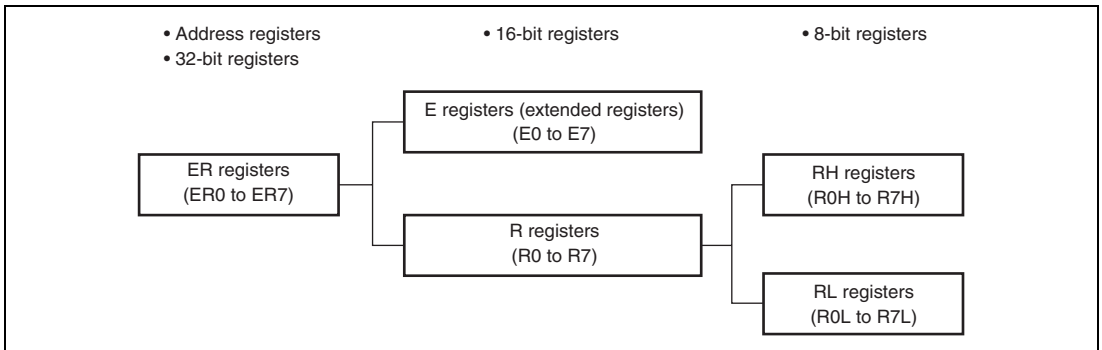 • Address registers
• 32-bit registers
• 16-bit registers
• 8-bit registers
E registers (extended registers)
(E0 to E7)
ER registers
(ER0 to ER7)
RH registers
(R0H to R7H)
R registers
(R0 to R7)
RL registers
(R0L to R7L)